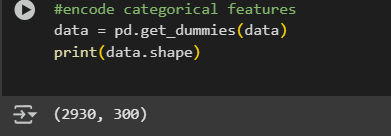 #encode categorical features
data = pd.get_dummies(data)
print(data.shape)
(2930, 300)